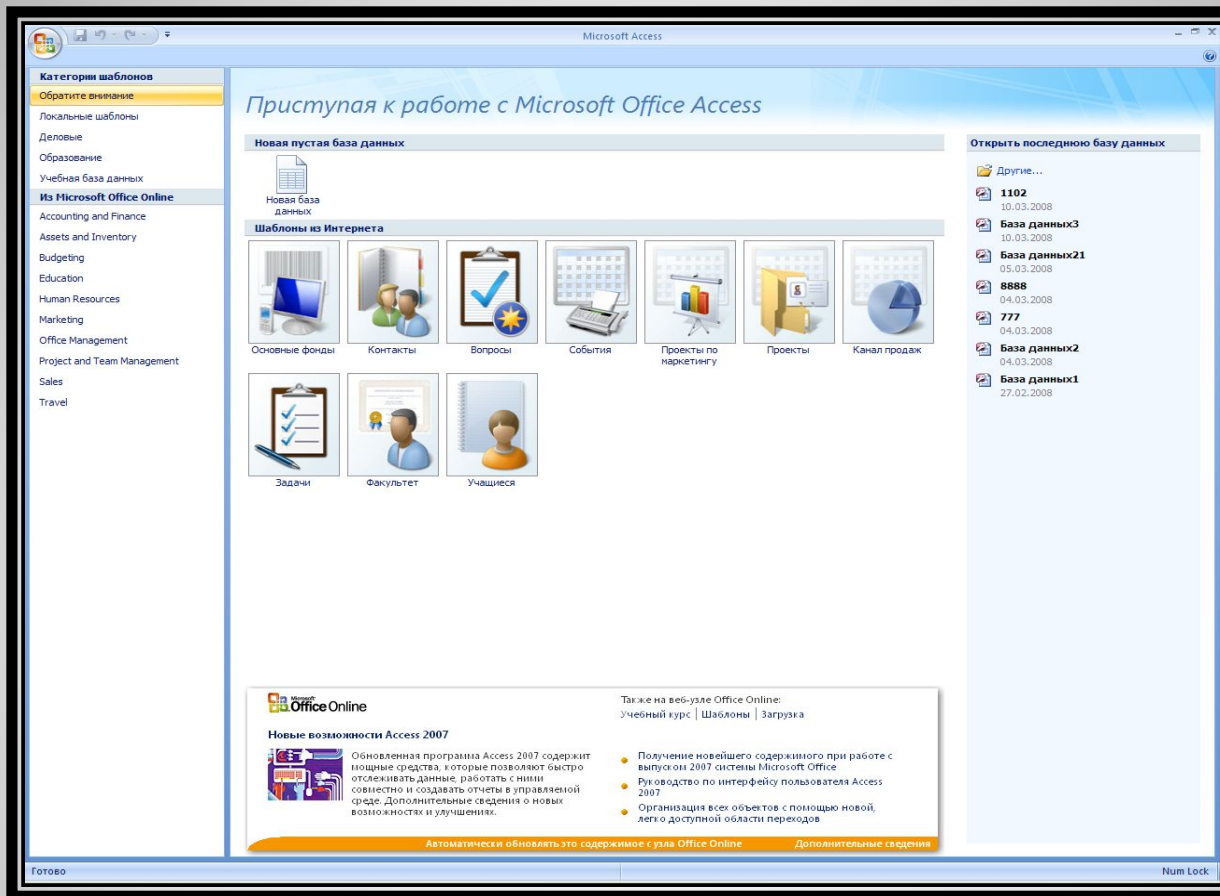 Microsoft Access
Категории шаблонов
Обратите внимание
Локальные шаблоны
Деловые
Образование
Учебная база данных
Из Microsoft Office Online
Accounting and Finance
Assets and Inventory
Budgeting
Education
Human Resources
Marketing
Office Management
Project and Team Management
Sales
Travel
Приступая к работе с Microsoft Office Access
Новая пустая база данных
Новая база
данных
Шаблоны из Интернета
Основные фонды
Контакты
Вопросы
События
Проекты по
маркетингу
Проекты
Канал продаж
Задачи
Факультет
Учащиеся
Открыть последнюю базу данных
Другие...
1102
10.03.2008
База данных3
10.03.2008
База данных21
05.03.2008
8888
04.03.2008
777
04.03.2008
База данных2
04.03.2008
База данных1
27.02.2008
Microsoft
Office Online
Новые возможности Access 2007
Обновленная программа Access 2007 содержит
мощные средства, которые позволяют быстро
отслеживать данные, работать с ними
совместно и создавать отчеты в управляемой
среде. Дополнительные сведения о новых
возможностях и улучшениях.
Также на веб-узле Office Online:
Учебный курс | Шаблоны | Загрузка
Получение новейшего содержимого при работе с
выпуском 2007 системы Microsoft Office
Руководство по интерфейсу пользователя Access
2007
Организация всех объектов с помощью новой,
легко доступной области переходов
Автоматически обновлять это содержимое с узла Office Online
Дополнительные сведения
Готово
Num Lock